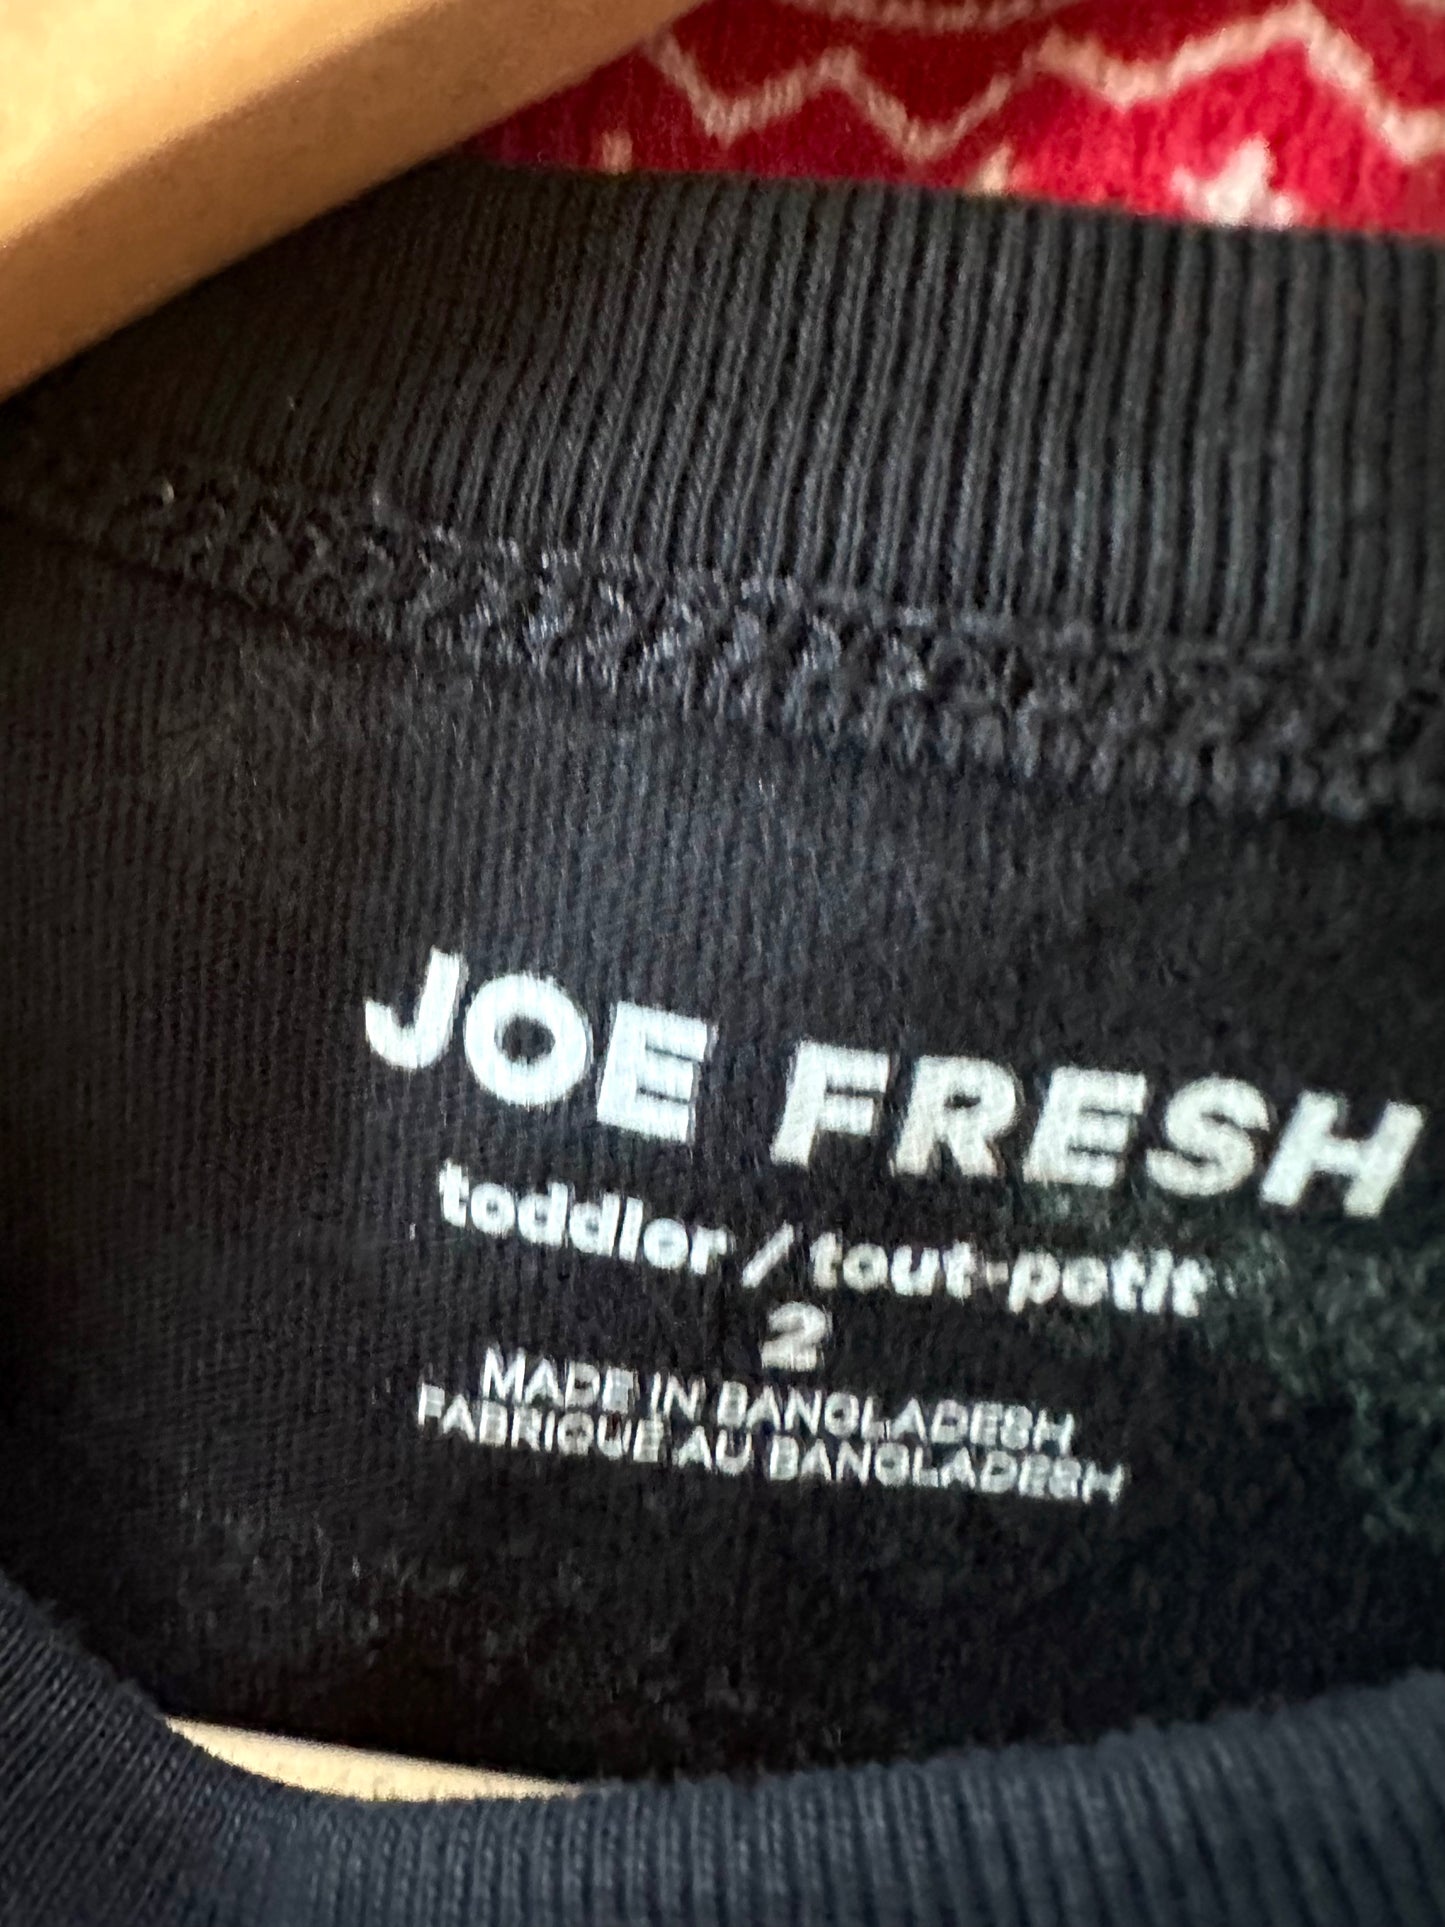 JOE FRESH
toddler / tout-petit
2
MADE IN BANGLADESH
FABRIQUÉ AU BANGLADESH